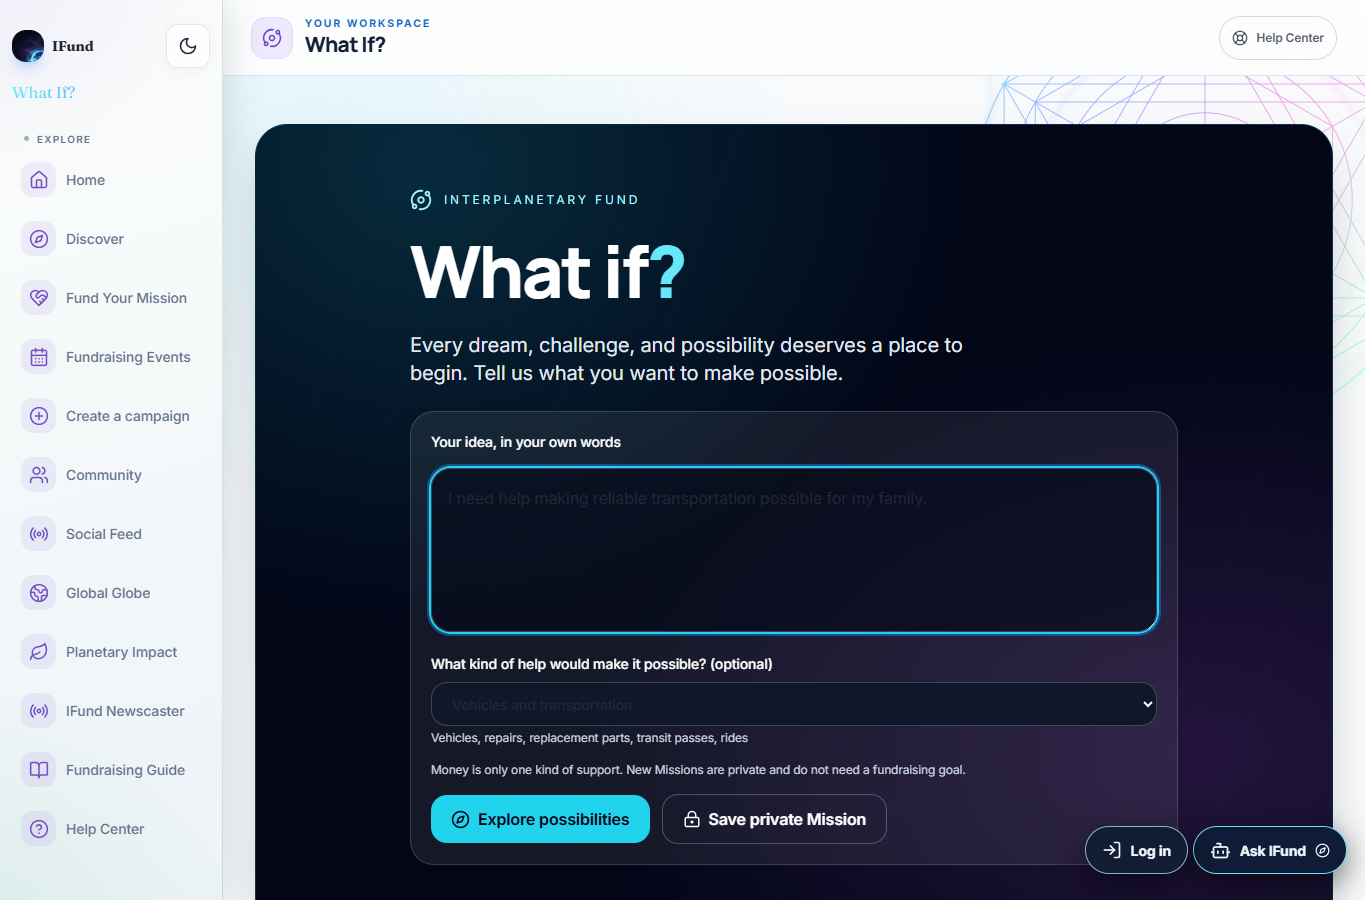 IFund
What If?
EXPLORE
Home
Discover
Fund Your Mission
Fundraising Events
Create a campaign
Community
Social Feed
Global Globe
Planetary Impact
IFund Newscaster
Fundraising Guide
Help Center
YOUR WORKSPACE
What If?
Help Center
INTERPLANETARY FUND
What if?
Every dream, challenge, and possibility deserves a place to
begin. Tell us what you want to make possible.
Your idea, in your own words
I need help making reliable transportation possible for my family.
What kind of help would make it possible? (optional)
Vehicles and transportation
Vehicles, repairs, replacement parts, transit passes, rides
Money is only one kind of support. New Missions are private and do not need a fundraising goal.
Explore possibilities
Save private Mission
Log in
Ask IFund